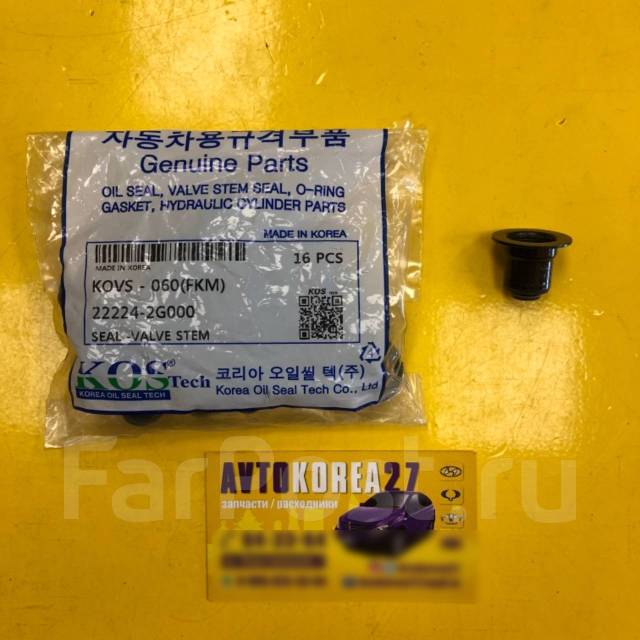 자동차용규격부품
Genuine Parts
OIL SEAL, VALVE STEM SEAL, O-RING
GASKET, HYDRAULIC CYLINDER PARTS
MADE IN KOREA
MADE IN KOREA
16 PCS
KOVS - 060(FKM)
22224-2G000
SEAL -VALVE STEM
KOS
KOS® Tech
KOREA OIL SEAL TECH
코리아 오일씰 텍(주)
Korea Oil Seal Tech Co., Ltd
AVTOKOREA27
запчасти / расходники
FarPost.ru